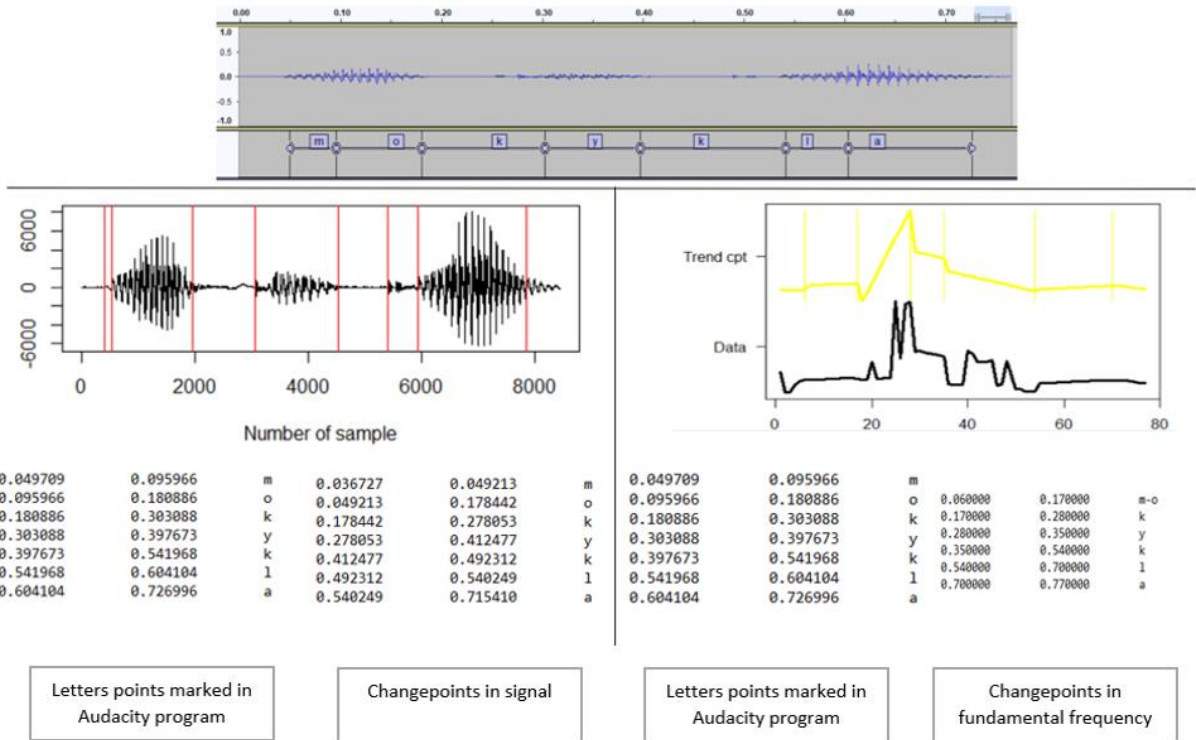 0.00 0.10 0.20 0.30 0.40 0.50 0.60 0.70
1.0
0.5
0.0
-0.5
-1.0
m o k y k l a
6000
0
-6000
0 2000 4000 6000 8000
Number of sample
Trend cpt
Data
0 20 40 60 80
0.049709 0.095966 m
0.095966 0.180886 o
0.180886 0.303088 k
0.303088 0.397673 y
0.397673 0.541968 k
0.541968 0.604104 l
0.604104 0.726996 a
0.036727 0.049213 m
0.049213 0.178442 o
0.178442 0.278053 k
0.278053 0.412477 y
0.412477 0.492312 k
0.492312 0.540249 l
0.540249 0.715410 a
0.049709 0.095966 m
0.095966 0.180886 o
0.180886 0.303088 k
0.303088 0.397673 y
0.397673 0.541968 k
0.541968 0.604104 l
0.604104 0.726996 a
0.060000 0.170000 m-o
0.170000 0.280000 k
0.280000 0.350000 y
0.350000 0.540000 k
0.540000 0.700000 l
0.700000 0.770000 a
Letters points marked in
Audacity program
Changepoints in signal
Letters points marked in
Audacity program
Changepoints in
fundamental frequency